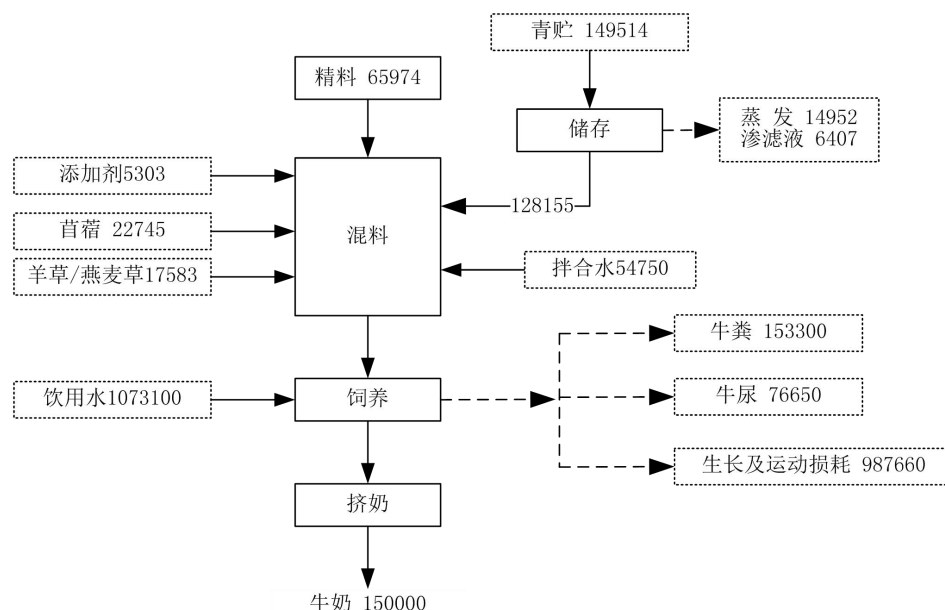 青贮 149514
精料 65974
储存
蒸 发 14952
渗滤液 6407
添加剂5303
128155
苜蓿 22745
混料
羊草/燕麦草17583
拌合水54750
牛粪 153300
饮用水1073100
饲养
牛尿 76650
生长及运动损耗 987660
挤奶
牛奶 150000